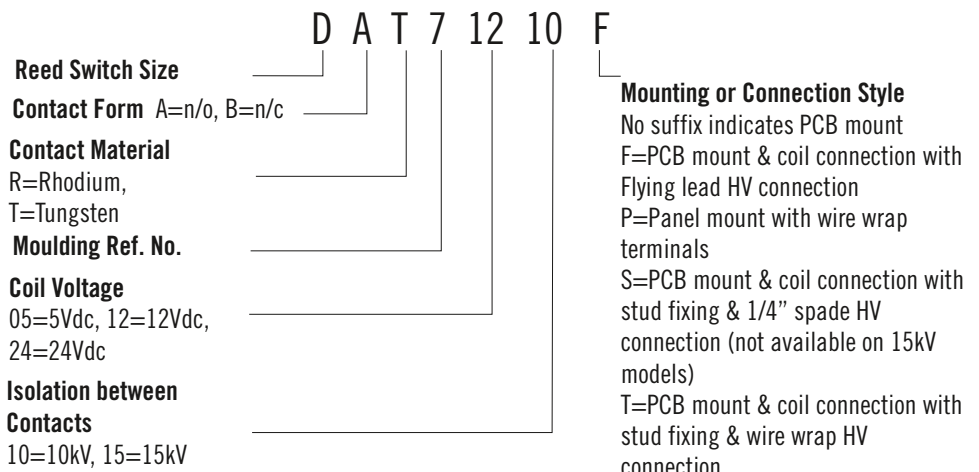 D A T 7 12 10 F
Reed Switch Size
Contact Form A=n/o, B=n/c
Contact Material
R=Rhodium,
T=Tungsten
Moulding Ref. No.
Coil Voltage
05=5Vdc, 12=12Vdc,
24=24Vdc
Isolation between
Contacts
10=10kV, 15=15kV
Mounting or Connection Style
No suffix indicates PCB mount
F=PCB mount & coil connection with
Flying lead HV connection
P=Panel mount with wire wrap
terminals
S=PCB mount & coil connection with
stud fixing & 1/4” spade HV
connection (not available on 15kV
models)
T=PCB mount & coil connection with
stud fixing & wire wrap HV
connection